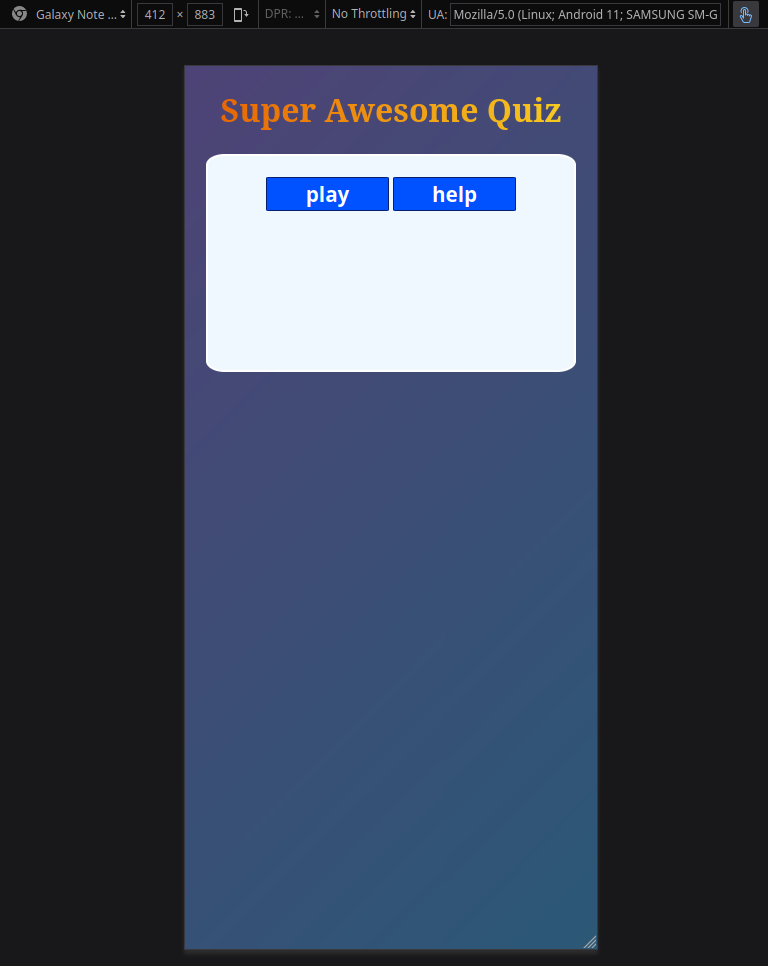 Galaxy Note ... 412 × 883 DPR: ... No Throttling UA: Mozilla/5.0 (Linux; Android 11; SAMSUNG SM-G
Super Awesome Quiz
play help